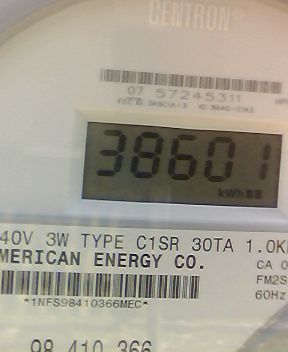 CENTRON®
07 57245311
38601
kWh
40V 3W TYPE C1SR 30TA 1.0K
MERICAN ENERGY CO.
CA 0
FM2S
60Hz
*1NFS98410366MEC*
98 410 366